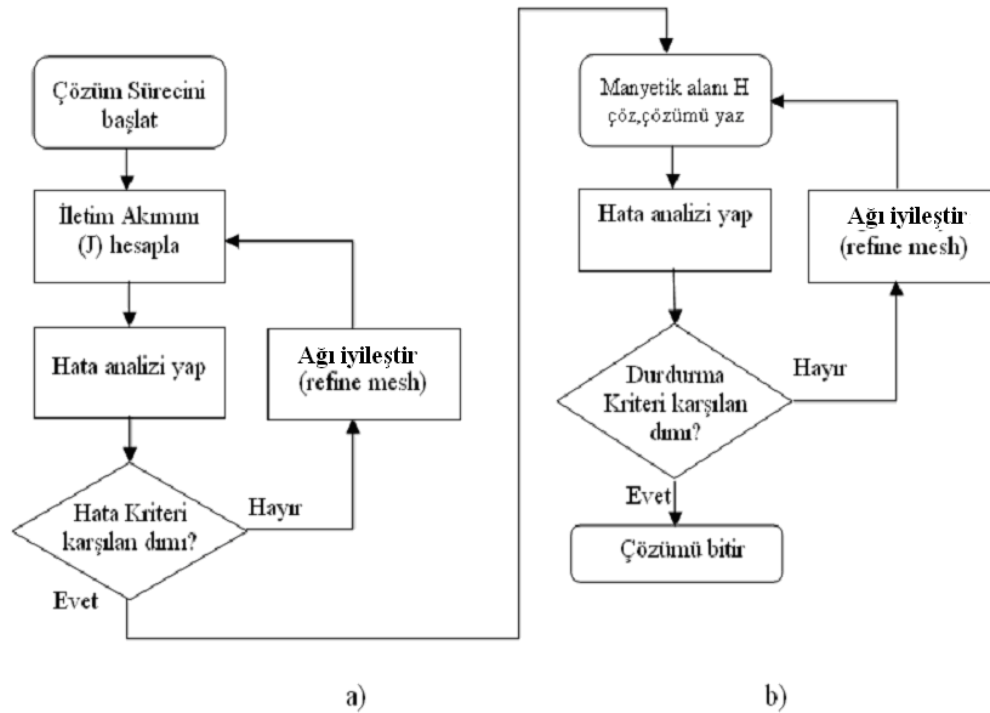 Çözüm Sürecini
başlat
İletim Akımını
(J) hesapla
Hata analizi yap
Ağı iyileştir
(refine mesh)
Hata Kriteri
karşılan dımı?
Hayır
Evet
a)
Manyetik alanı H
çöz,çözümü yaz
Hata analizi yap
Ağı iyileştir
(refine mesh)
Durdurma
Kriteri karşılan
dımı?
Hayır
Evet
Çözümü bitir
b)